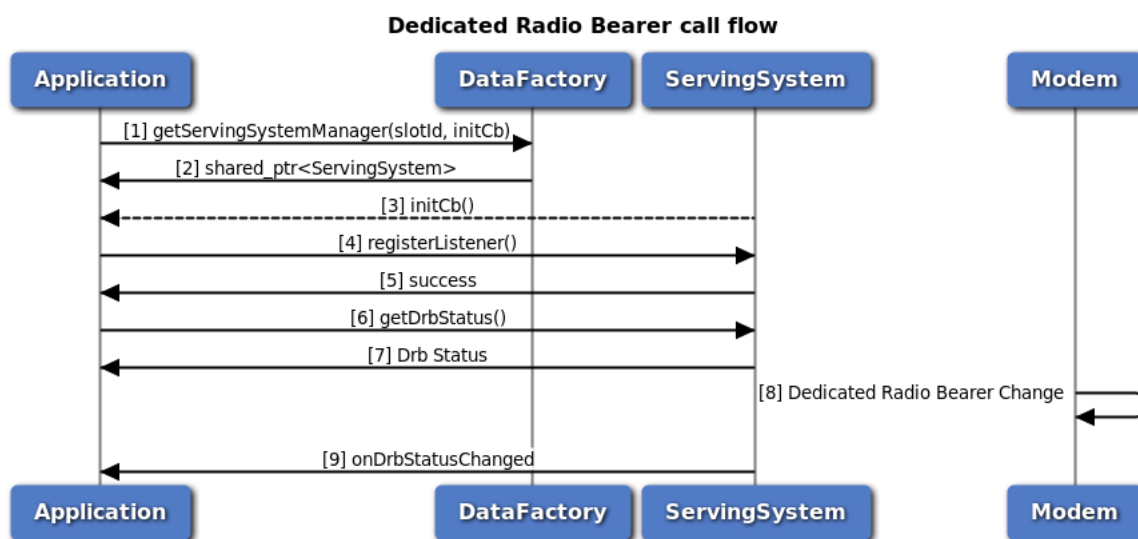 Dedicated Radio Bearer call flow
Application DataFactory ServingSystem Modem
[1] getServingSystemManager(slotId, initCb)
[2] shared_ptr<ServingSystem>
[3] initCb()
[4] registerListener()
[5] success
[6] getDrbStatus()
[7] Drb Status
[8] Dedicated Radio Bearer Change
[9] onDrbStatusChanged
Application DataFactory ServingSystem Modem